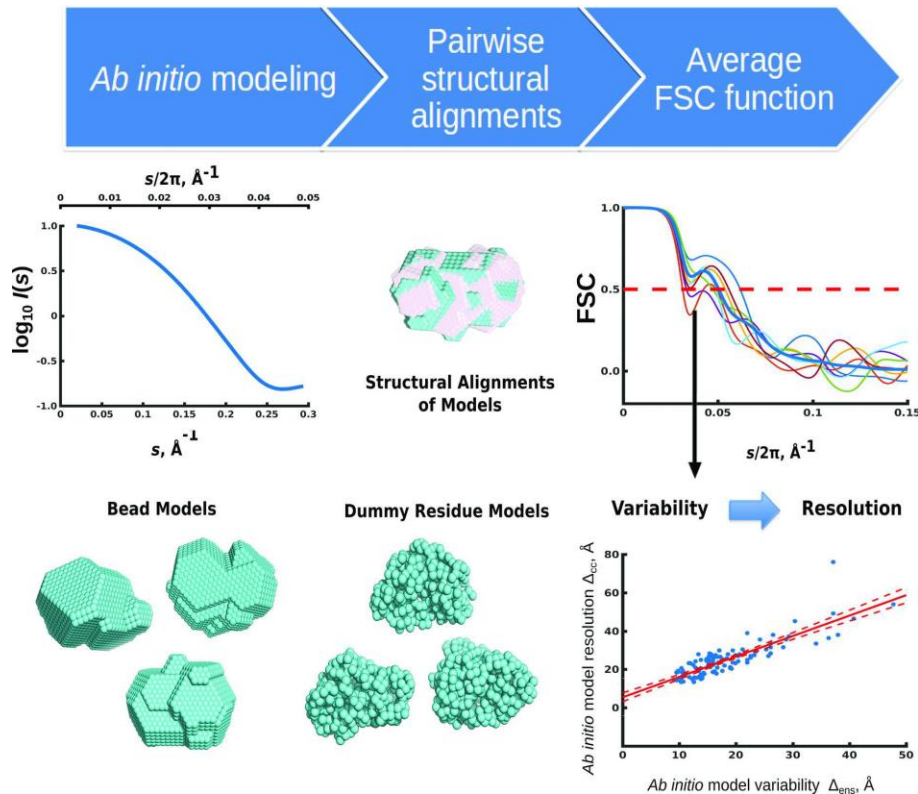 Ab initio modeling
Pairwise
structural
alignments
Average
FSC function
s/2π, Å⁻¹
0 0.01 0.02 0.03 0.04 0.05
log₁₀ I(s)
1.0
0.5
0
-0.5
-1.0
0 0.05 0.1 0.15 0.2 0.25 0.3
s, Å⁻¹
Structural Alignments
of Models
FSC
1.0
0.5
0.0
0 0.05 0.1 0.15
s/2π, Å⁻¹
Bead Models
Dummy Residue Models
Variability
Resolution
Ab initio model resolution Δcc, Å
80
60
40
20
0
0 10 20 30 40 50
Ab initio model variability Δens, Å